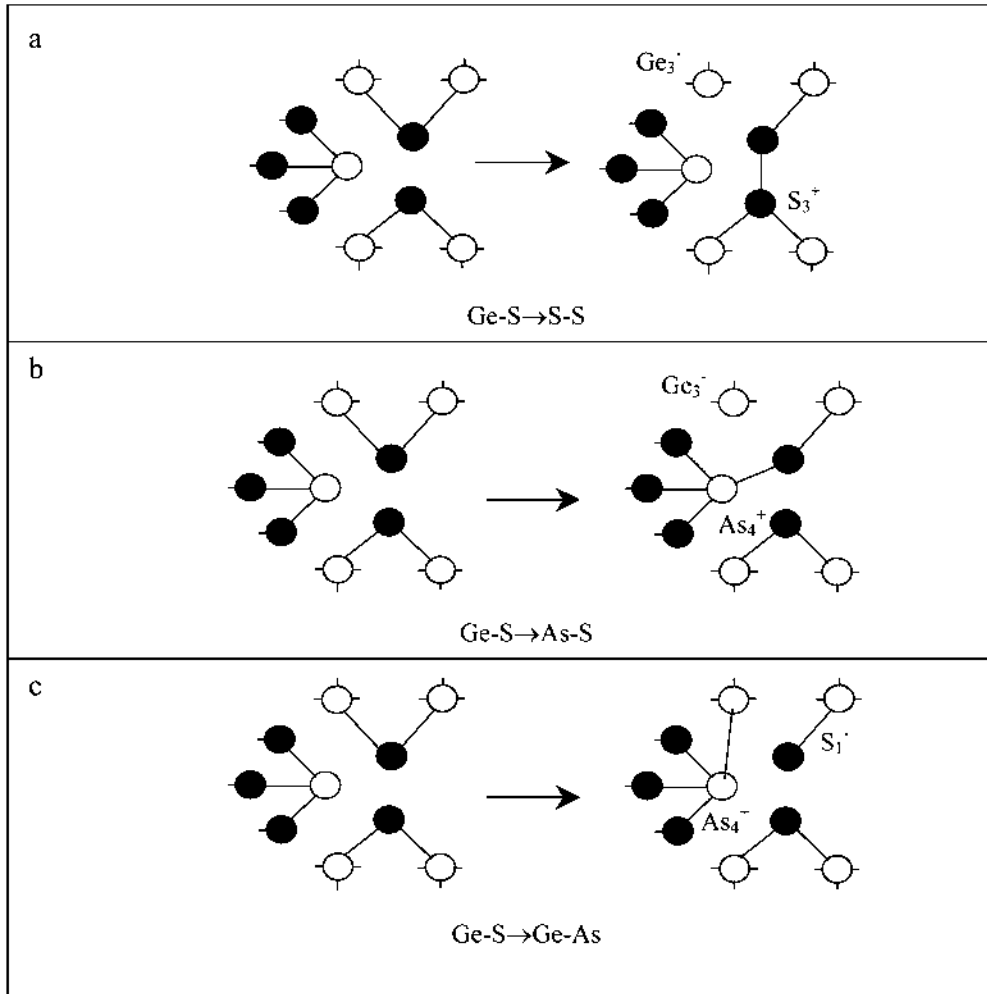 a
Ge₃⁻
S₃⁺
Ge-S→S-S
b
Ge₃⁻
As₄⁺
Ge-S→As-S
c
S₁⁻
As₄⁺
Ge-S→Ge-As